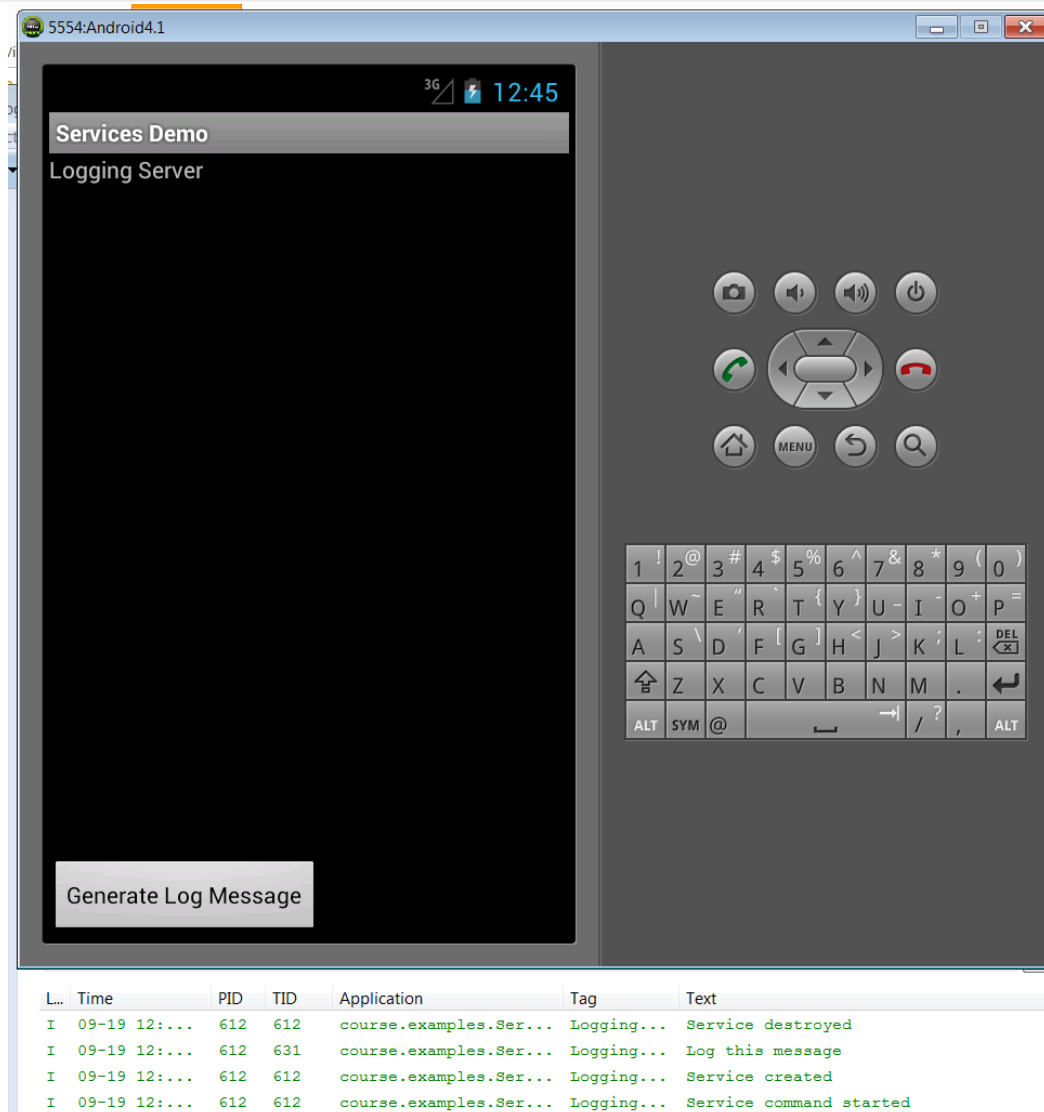 5554:Android4.1
3G 12:45
Services Demo
Logging Server
Generate Log Message
MENU
1 ! 2 @ 3 # 4 $ 5 % 6 ^ 7 & 8 * 9 ( 0 )
Q | W ~ E " R ` T { Y } U _ I - O + P =
A S \ D ' F [ G ] H < J > K ; L : DEL
Z X C V B N M .
ALT SYM @ / ? , ALT
L... Time PID TID Application Tag Text
I 09-19 12:... 612 612 course.examples.Ser... Logging... Service destroyed
I 09-19 12:... 612 631 course.examples.Ser... Logging... Log this message
I 09-19 12:... 612 612 course.examples.Ser... Logging... Service created
I 09-19 12:... 612 612 course.examples.Ser... Logging... Service command started